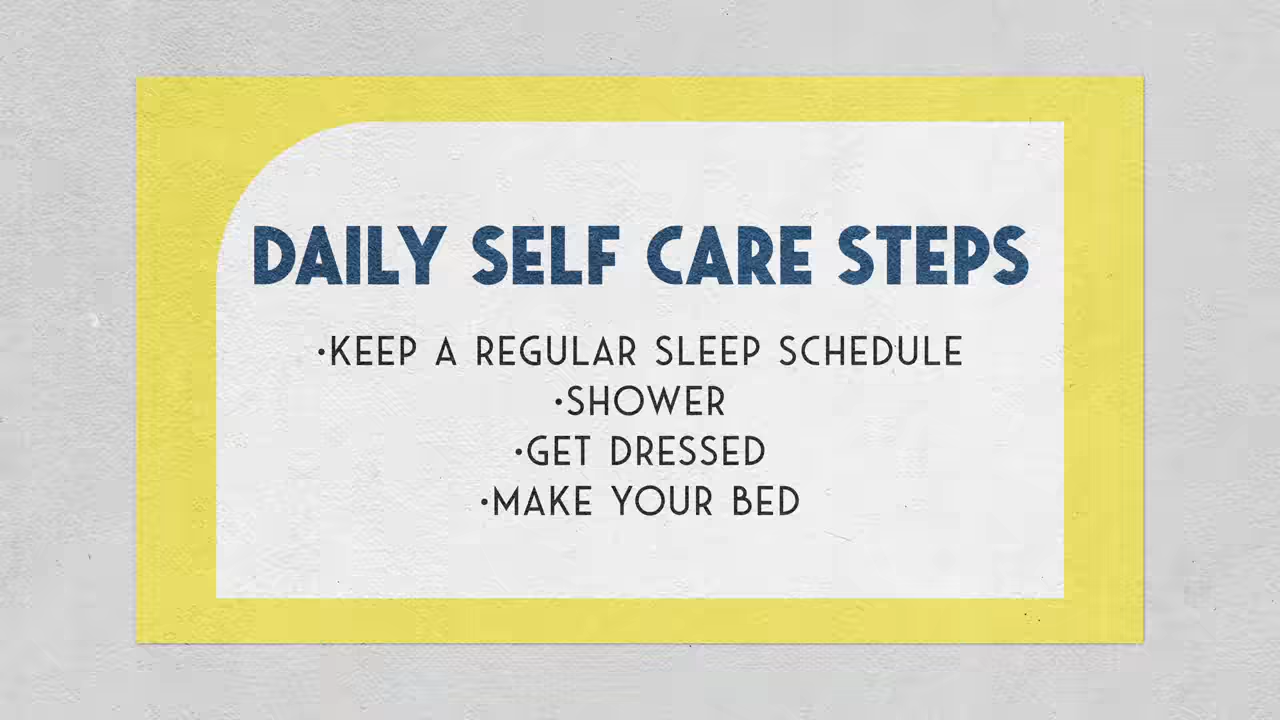 DAILY SELF CARE STEPS
•KEEP A REGULAR SLEEP SCHEDULE
•SHOWER
•GET DRESSED
•MAKE YOUR BED